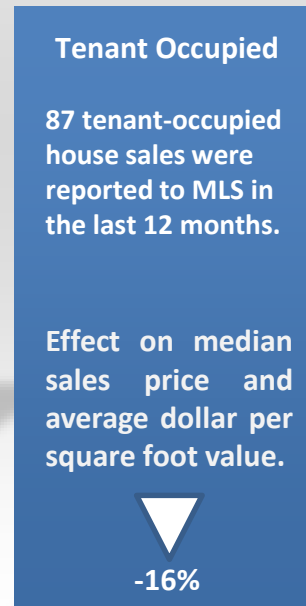 Tenant Occupied
87 tenant-occupied
house sales were
reported to MLS in
the last 12 months.
Effect on median
sales price and
average dollar per
square foot value.
-16%